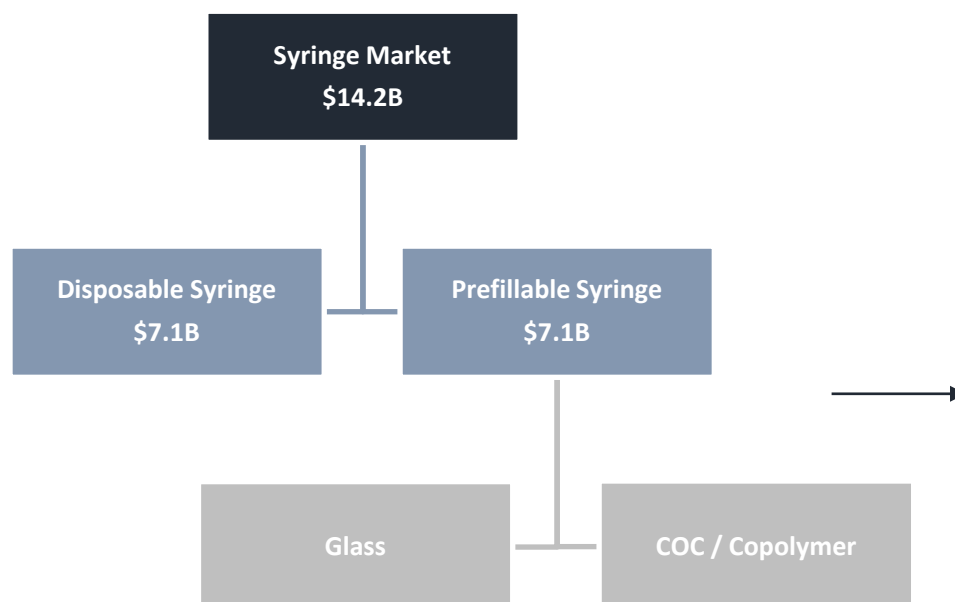 Syringe Market
$14.2B
Disposable Syringe
$7.1B
Prefillable Syringe
$7.1B
Glass
COC / Copolymer